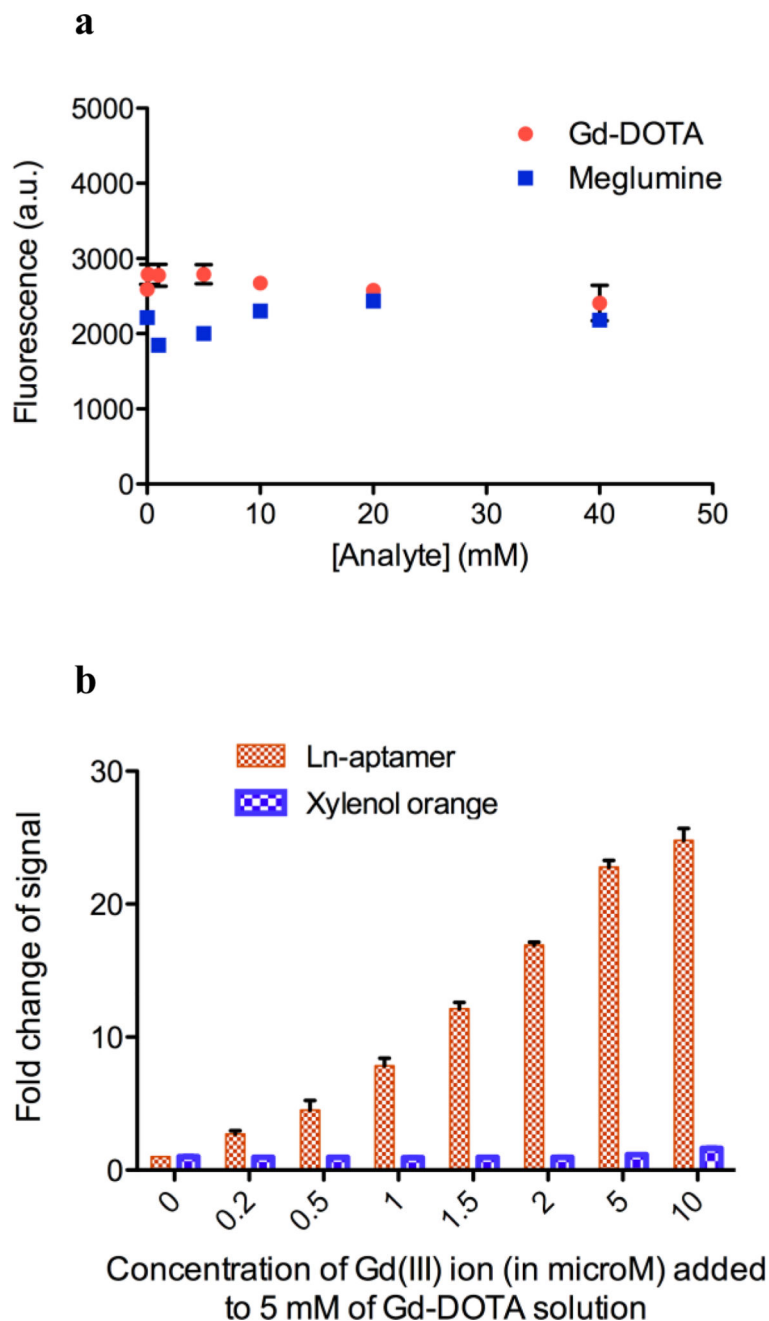 a
5000
4000
3000
2000
1000
0
Fluorescence (a.u.)
Gd-DOTA
Meglumine
0 10 20 30 40 50
[Analyte] (mM)
b
Ln-aptamer
Xylenol orange
30
20
10
0
Fold change of signal
0 0.2 0.5 1 1.5 2 5 10
Concentration of Gd(III) ion (in microM) added
to 5 mM of Gd-DOTA solution